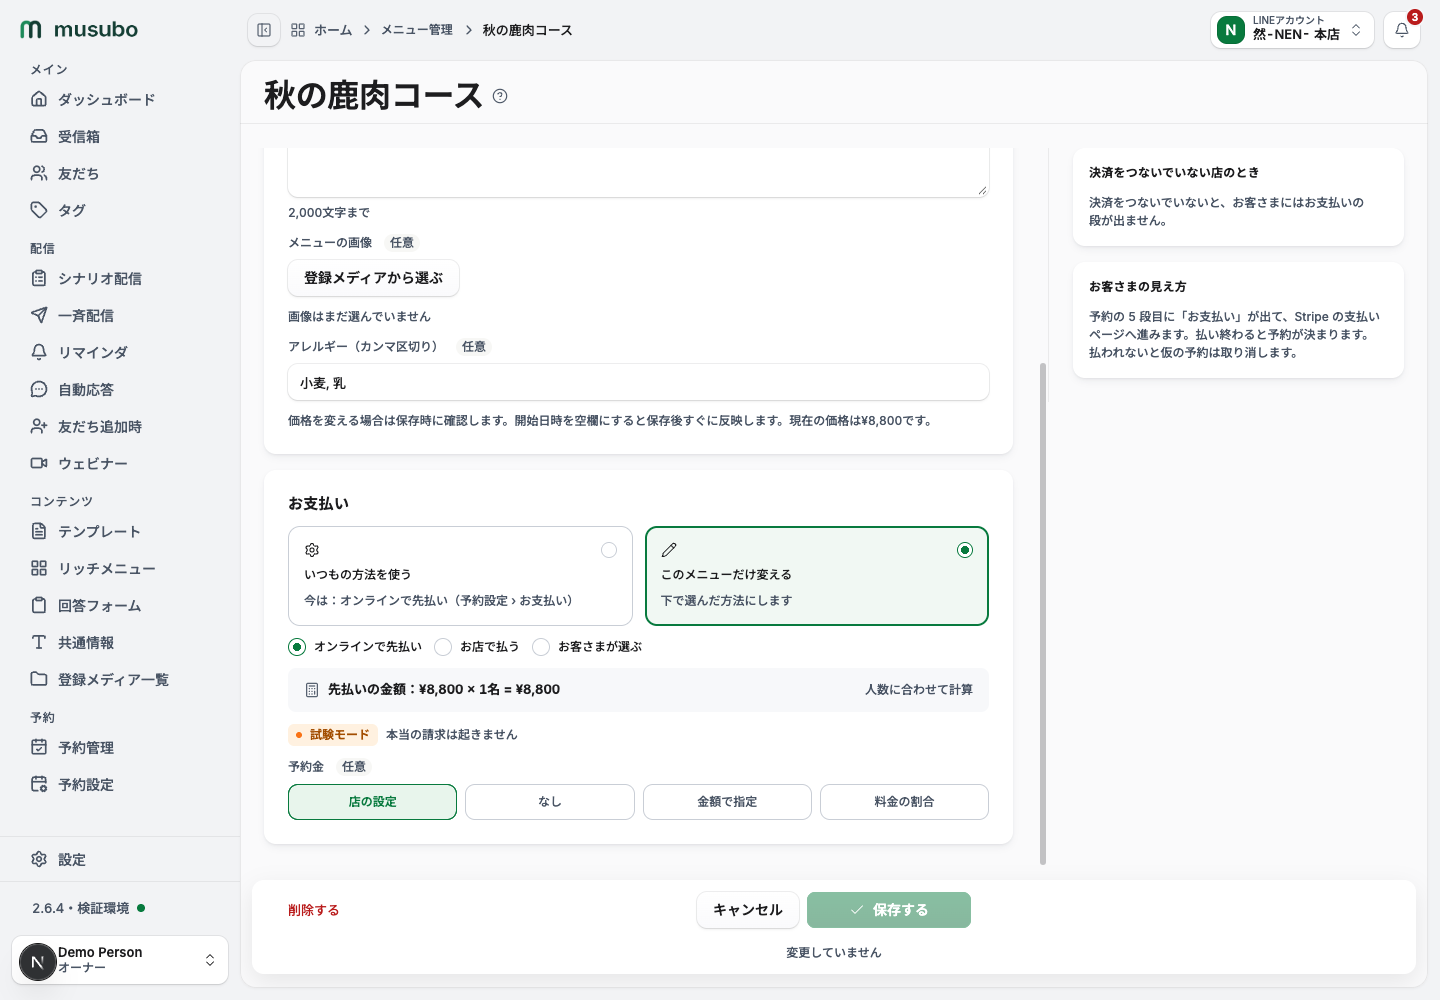 musubo
メイン
ダッシュボード
受信箱
友だち
タグ
配信
シナリオ配信
一斉配信
リマインダ
自動応答
友だち追加時
ウェビナー
コンテンツ
テンプレート
リッチメニュー
回答フォーム
共通情報
登録メディア一覧
予約
予約管理
予約設定
設定
2.6.4・検証環境
N
Demo Person
オーナー
ホーム > メニュー管理 > 秋の鹿肉コース
N
LINEアカウント
然-NEN- 本店
3
秋の鹿肉コース
2,000文字まで
メニューの画像 任意
登録メディアから選ぶ
画像はまだ選んでいません
アレルギー（カンマ区切り） 任意
小麦, 乳
価格を変える場合は保存時に確認します。開始日時を空欄にすると保存後すぐに反映します。現在の価格は¥8,800です。
お支払い
いつもの方法を使う
今は：オンラインで先払い（予約設定 › お支払い）
このメニューだけ変える
下で選んだ方法にします
オンラインで先払い お店で払う お客さまが選ぶ
先払いの金額：¥8,800 × 1名 = ¥8,800
人数に合わせて計算
試験モード 本当の請求は起きません
予約金 任意
店の設定 なし 金額で指定 料金の割合
決済をつないでいない店のとき
決済をつないでいないと、お客さまにはお支払いの
段が出ません。
お客さまの見え方
予約の 5 段目に「お支払い」が出て、Stripe の支払い
ページへ進みます。払い終わると予約が決まります。
払われないと仮の予約は取り消します。
削除する
キャンセル
保存する
変更していません